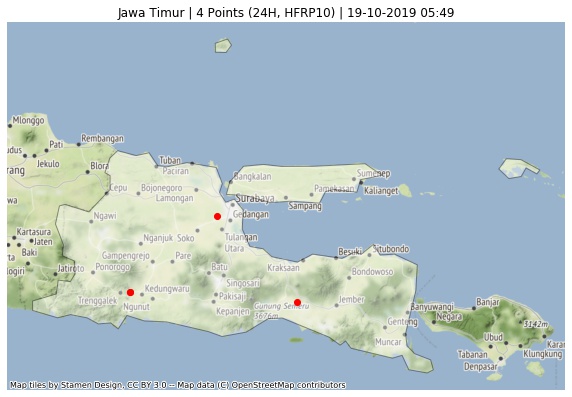 Jawa Timur | 4 Points (24H, HFRP10) | 19-10-2019 05:49
Mlonggo
Rembangan
Pati
udus
Jekulo
rang
Blora
Tuban
Paciran
Bangkalan
Sumenep
Cepu
Bojonegoro
Lamongan
Surabaya
Pamekasan
Kalianget
Sampang
wa
Ngawi
Gedangan
Kartasura
Jaten
Nganjuk
Soko
Tulangan
Utara
Baki
Gampengrejo
Pare
Kraksaan
Besuki
Situbondo
logiri
Jatiroto
Ponorogo
Batu
Bondowoso
Singosari
Kedungwaru
Trenggalek
Pakisaji
Ngunut
Kepanjen
Gunung Semeru
3676m
Jember
Banyuwangi
Banjar
Negara
Genteng
5142m
Muncar
Ubud
Karan
Tabanan
Klungkung
Denpasar
Map tiles by Stamen Design, CC BY 3.0 -- Map data (C) OpenStreetMap contributors